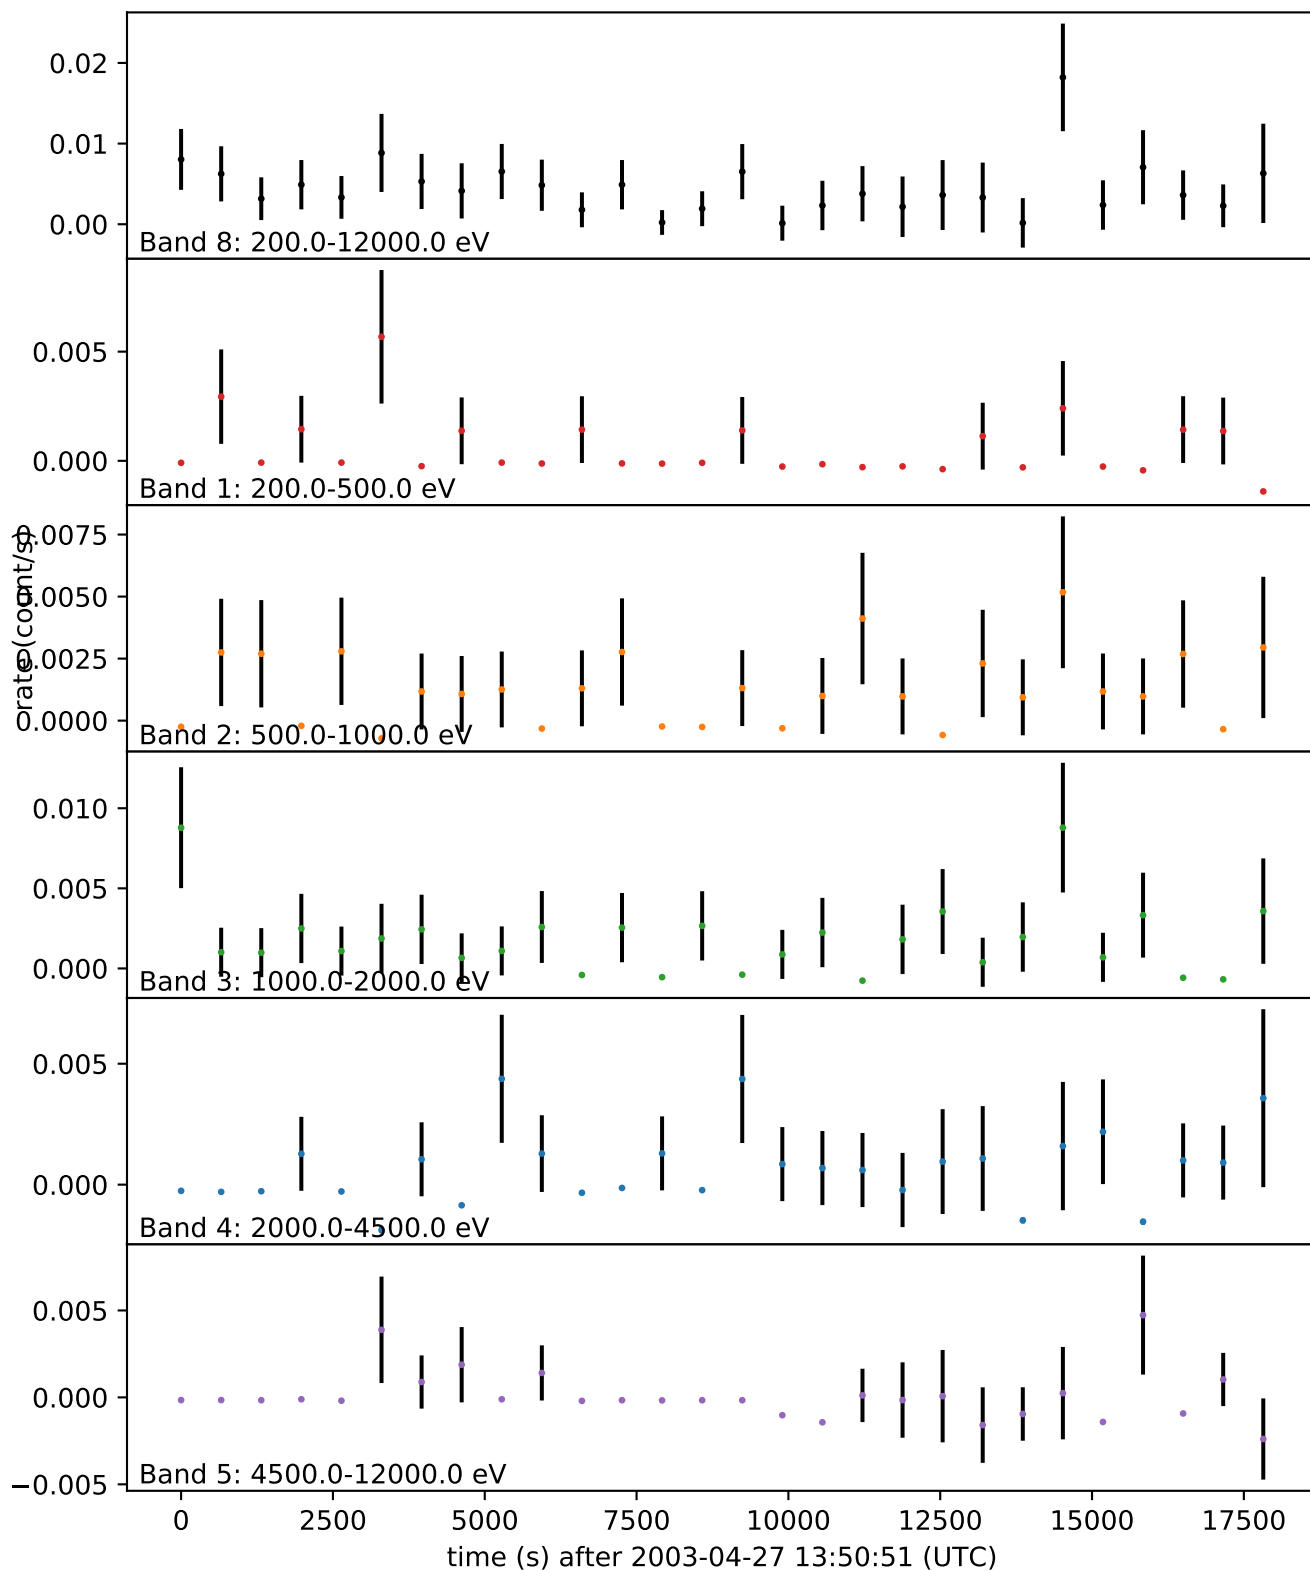 0.02
0.01
0.00
Band 8: 200.0-12000.0 eV
0.005
0.000
Band 1: 200.0-500.0 eV
orate (count/s)
0.0075
0.0050
0.0025
0.0000
Band 2: 500.0-1000.0 eV
0.010
0.005
0.000
Band 3: 1000.0-2000.0 eV
0.005
0.000
Band 4: 2000.0-4500.0 eV
0.005
0.000
−0.005
Band 5: 4500.0-12000.0 eV
0 2500 5000 7500 10000 12500 15000 17500
time (s) after 2003-04-27 13:50:51 (UTC)